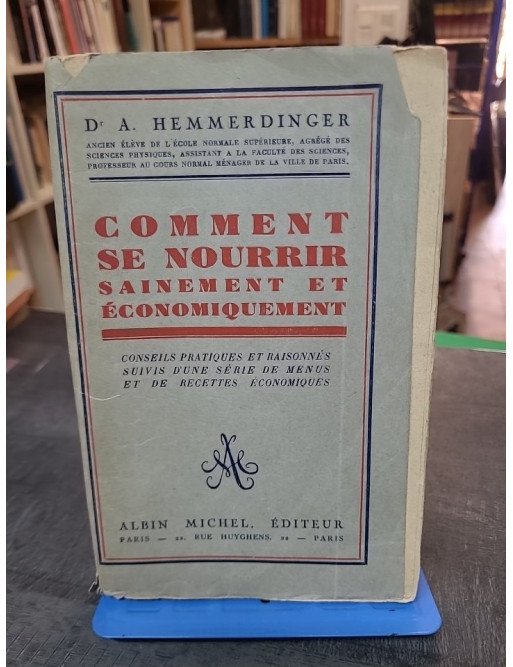 Dr A. HEMMERDINGER
ANCIEN ÉLÈVE DE L'ÉCOLE NORMALE SUPÉRIEURE, AGRÉGÉ DES
SCIENCES PHYSIQUES, ASSISTANT A LA FACULTÉ DES SCIENCES,
PROFESSEUR AU COURS NORMAL MÉNAGER DE LA VILLE DE PARIS.
COMMENT
SE NOURRIR
SAINEMENT ET
ÉCONOMIQUEMENT
CONSEILS PRATIQUES ET RAISONNÉS
SUIVIS D'UNE SÉRIE DE MENUS
ET DE RECETTES ÉCONOMIQUES
AM
ALBIN MICHEL, ÉDITEUR
PARIS — 22, RUE HUYGHENS, 22 — PARIS